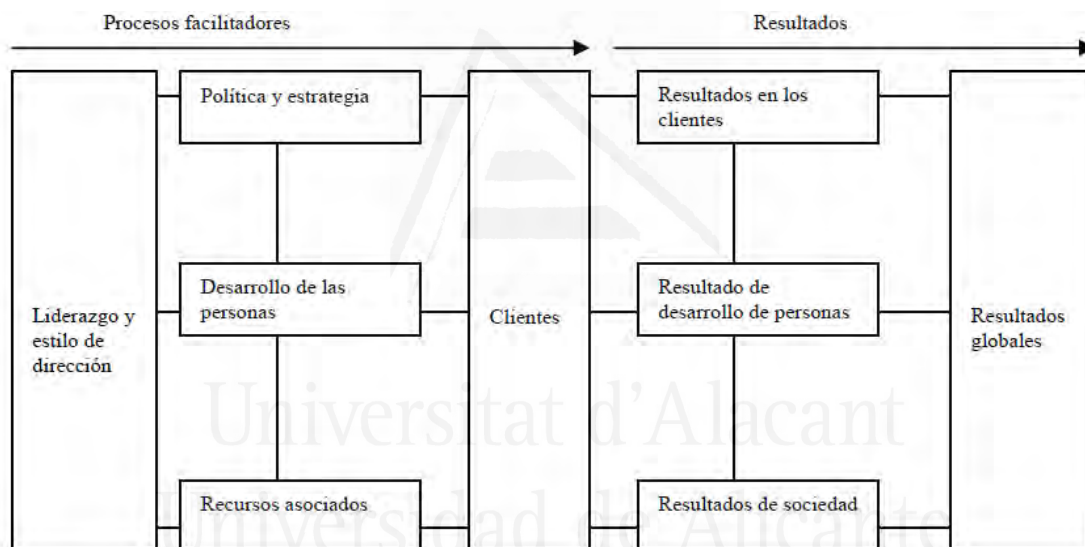 Procesos facilitadores
Resultados
Política y estrategia
Resultados en los
clientes
Liderazgo y
estilo de
dirección
Desarrollo de las
personas
Clientes
Resultado de
desarrollo de personas
Resultados
globales
Recursos asociados
Resultados de sociedad
Universitat d'Alacant
Universidad de Alicante